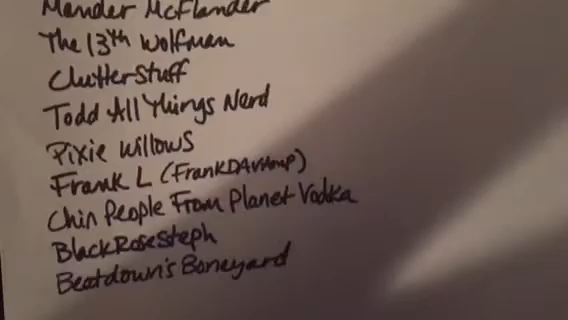 Mander McFlander
The 13th Wolfman
ClutterStuff
Todd All Things Nerd
Pixie Willows
Frank L (FrankDAVamp)
Chin People From Planet Vodka
BlackRoseSteph
Beatdown's Boneyard